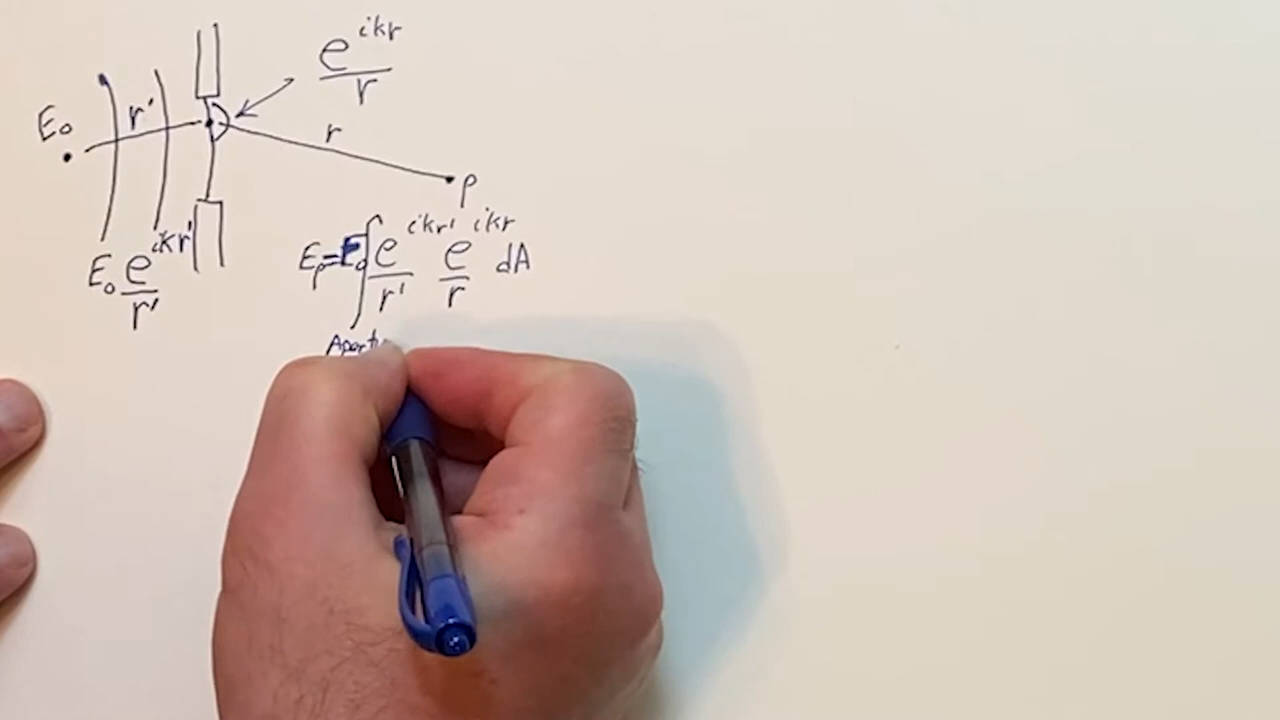 e^{ikr}/r
E₀
r'
r
P
E₀ e^{ikr'}/r'
E_p = E₀ ∫ e^{ikr'}/r' e^{ikr}/r dA